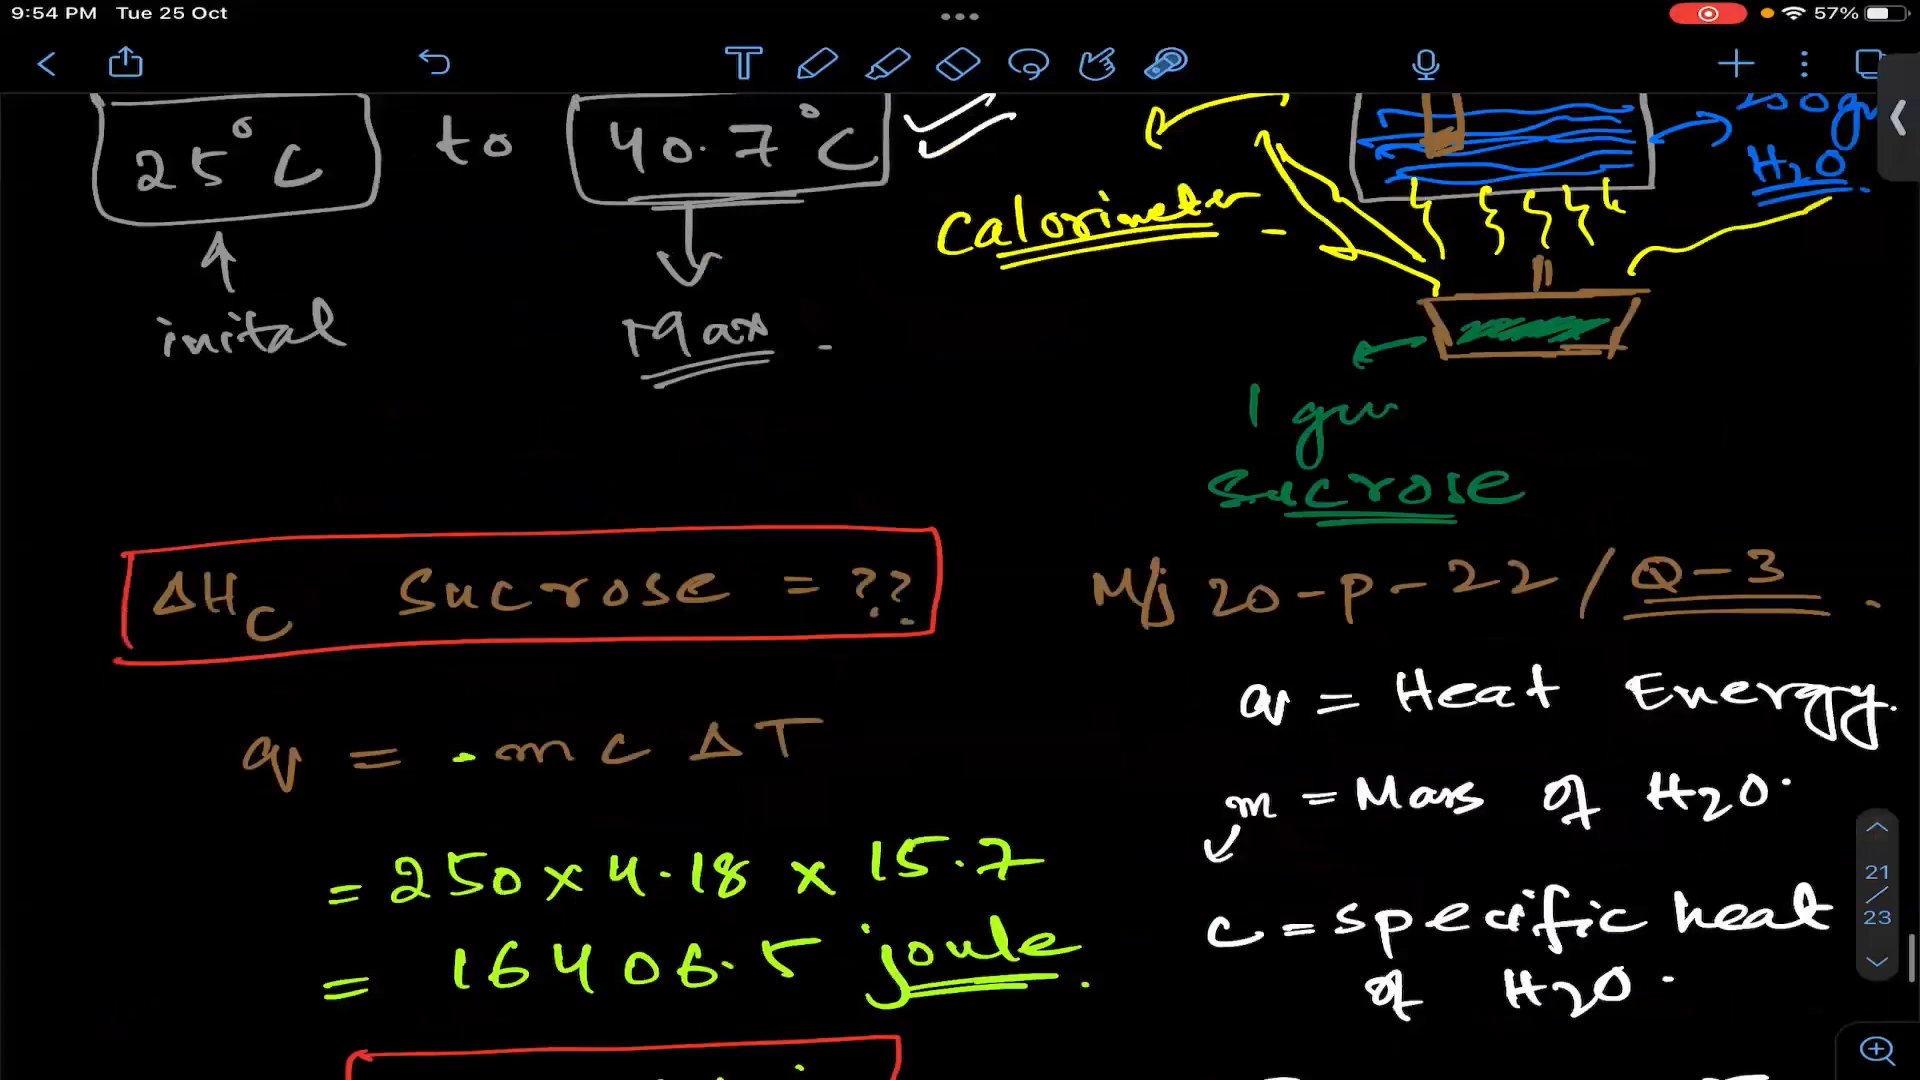 9:54 PM Tue 25 Oct
57%
25°C to 40.7°C
H2O
Calorimeter
inital
Max
1 gm
Sucrose
ΔHC Sucrose = ??
M/j 20-P-22/Q-3
q = Heat Energy.
q = mcΔT
m = Mass of H2O.
= 250 x 4.18 x 15.7
c = specific heat
of H2O.
= 16406.5 joule.
21
23